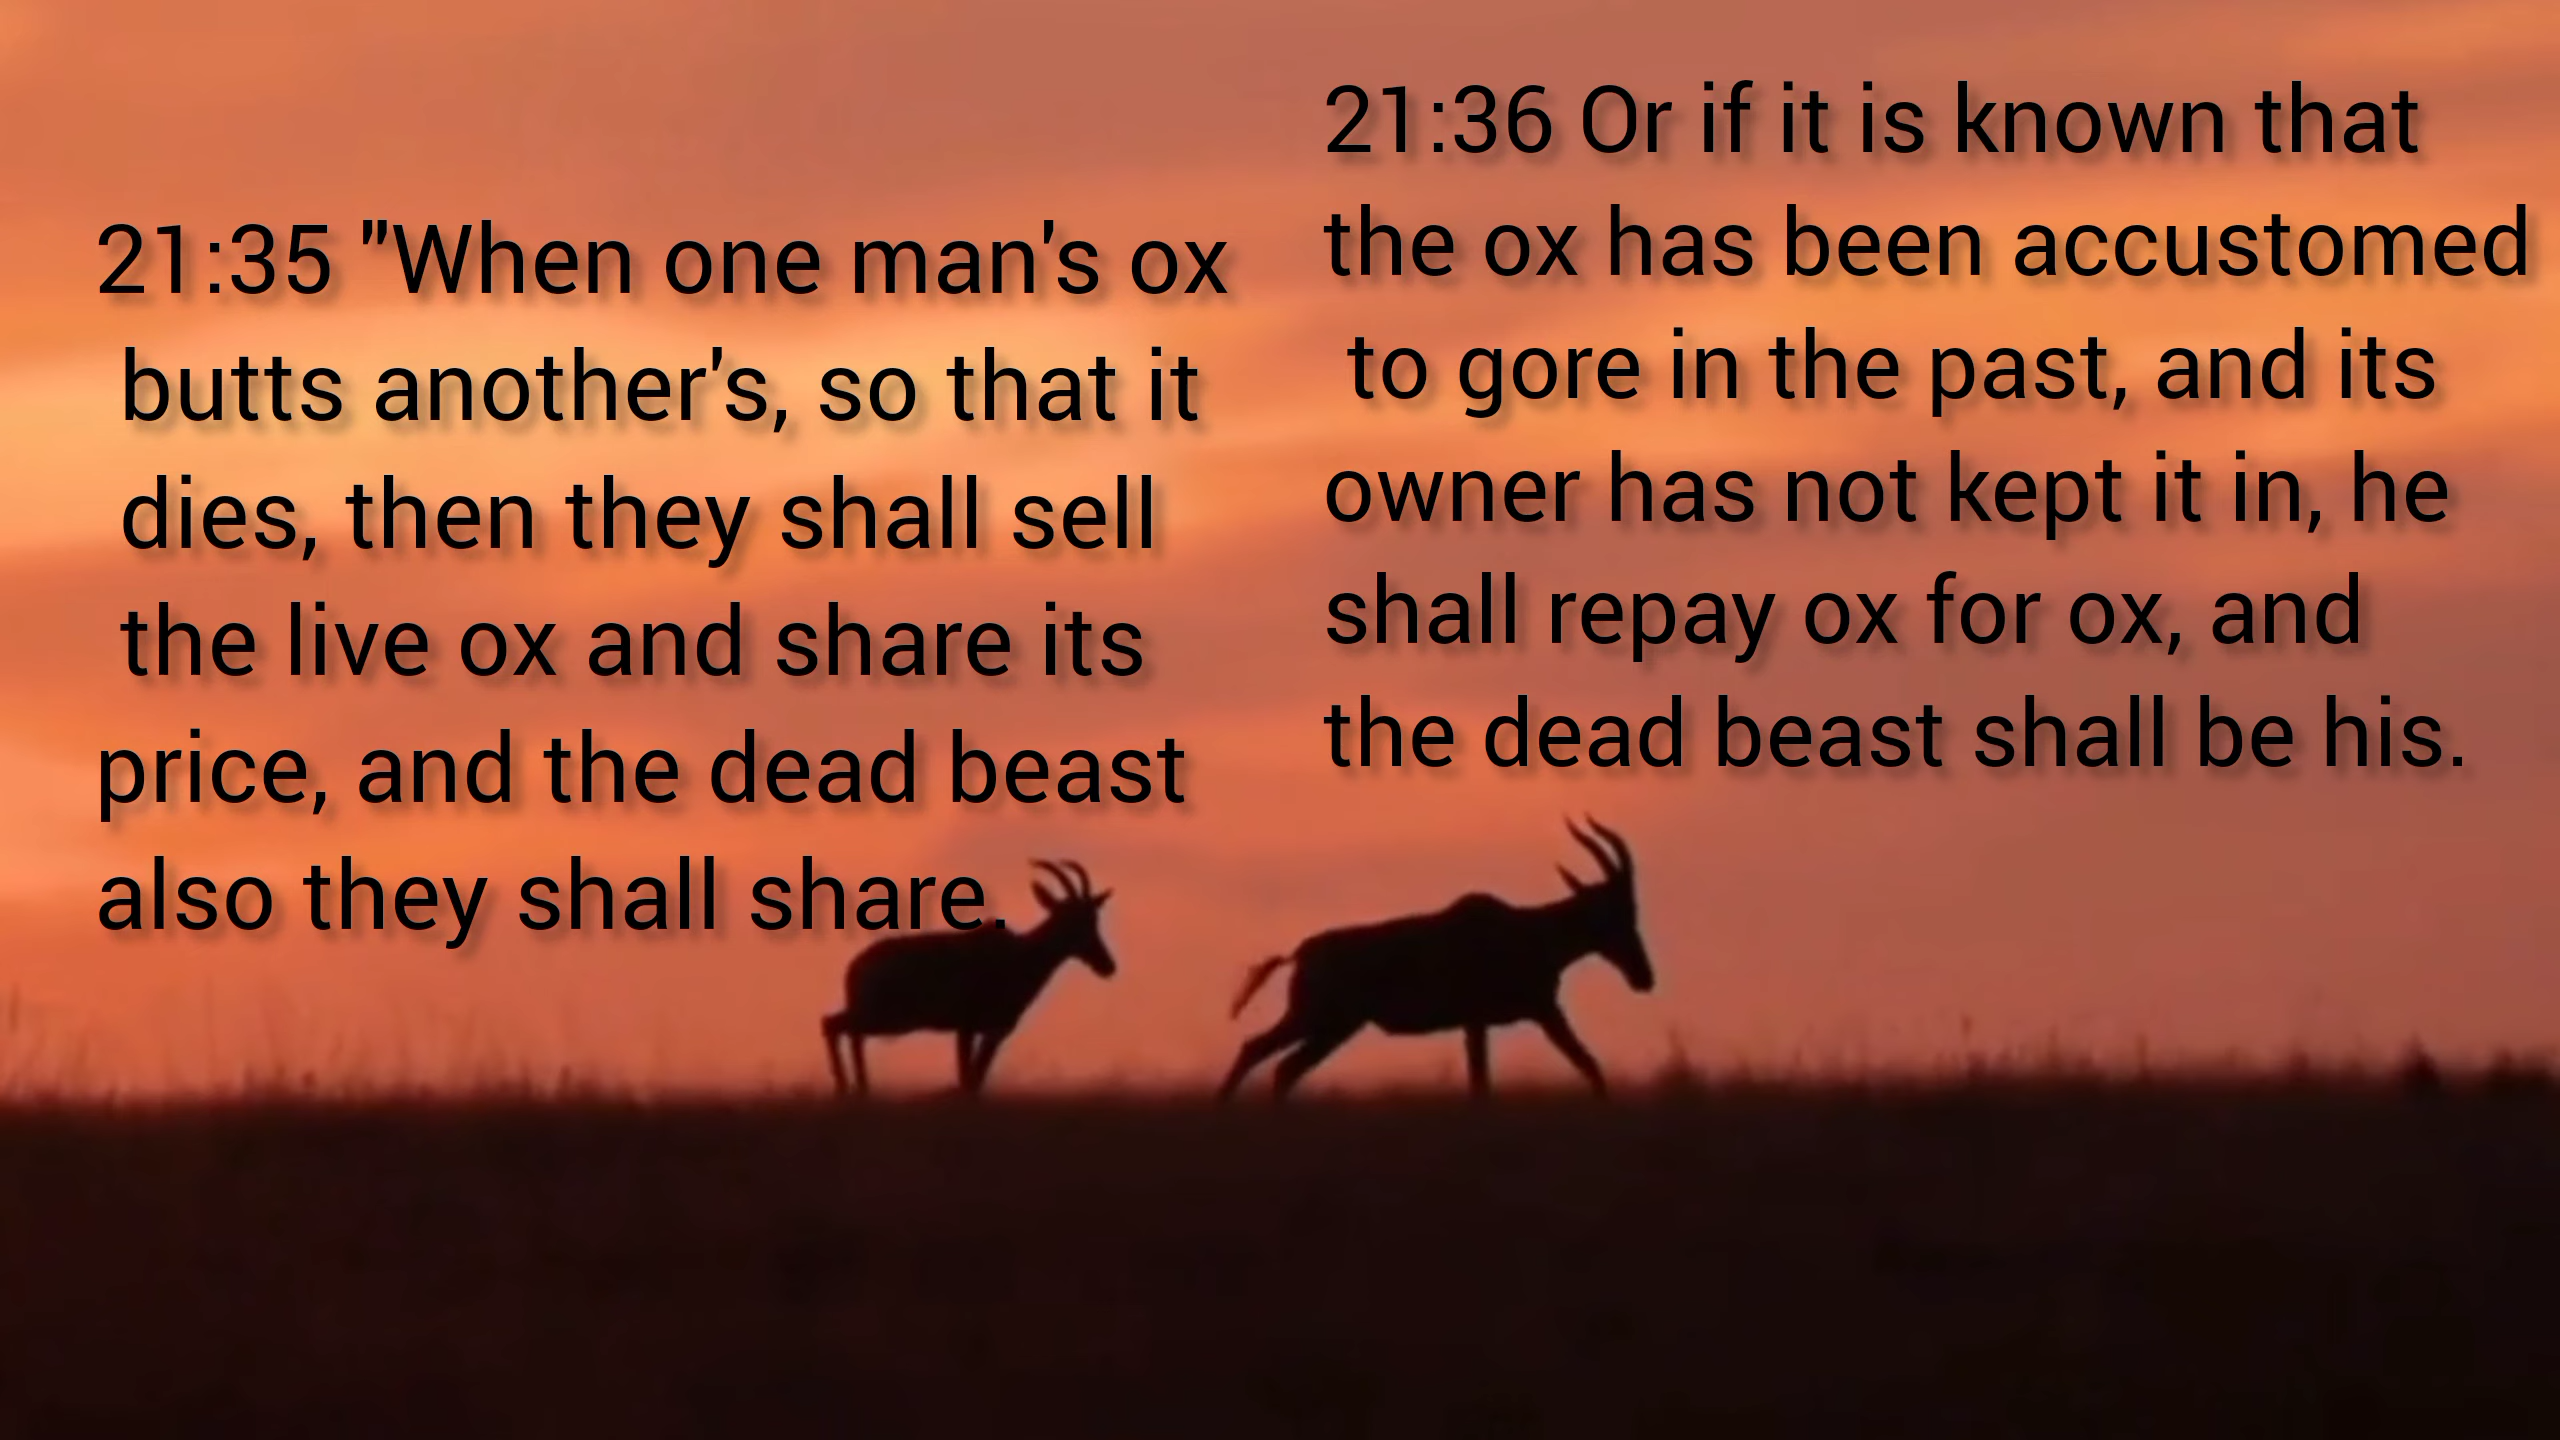 21:35 "When one man's ox
butts another's, so that it
dies, then they shall sell
the live ox and share its
price, and the dead beast
also they shall share.
21:36 Or if it is known that
the ox has been accustomed
to gore in the past, and its
owner has not kept it in, he
shall repay ox for ox, and
the dead beast shall be his.